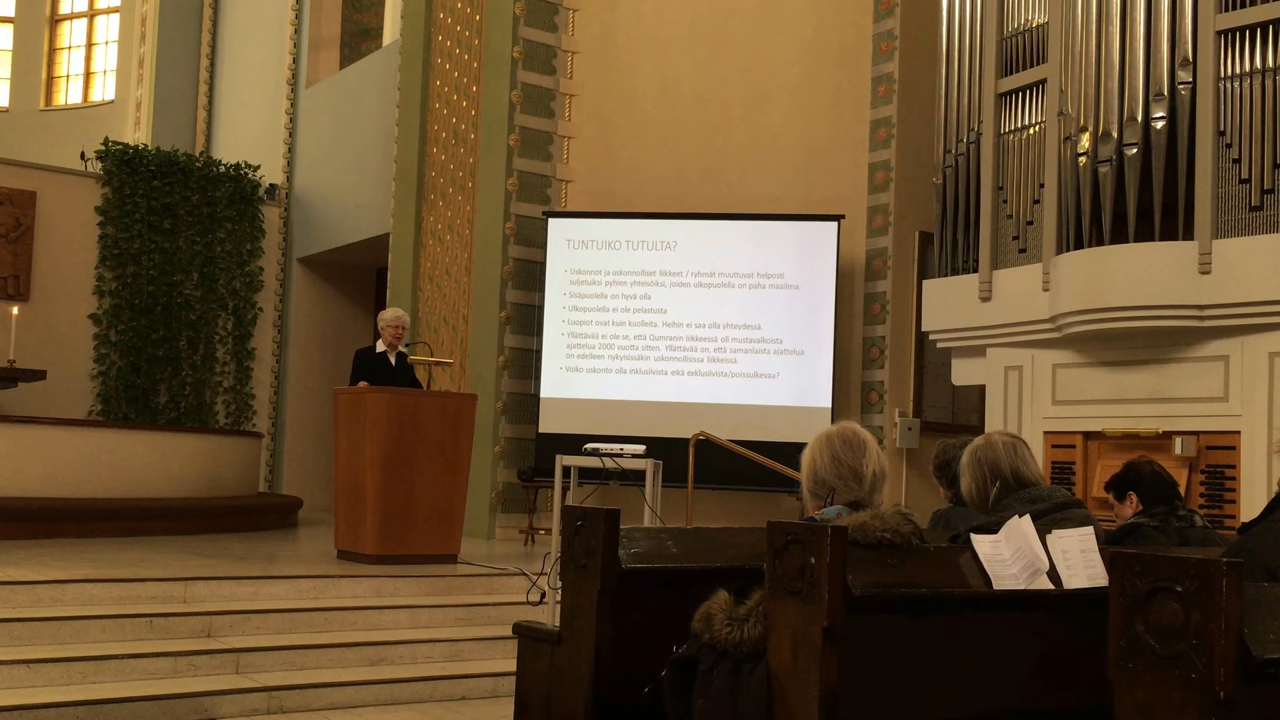 TUNTUIKO TUTULTA?
• Uskonnot ja uskonnolliset liikkeet / ryhmät muuttuvat helposti
suljetuiksi pyhien yhteisöiksi, joiden ulkopuolella on paha maailma.
• Sisäpuolella on hyvä olla
• Ulkopuolella ei ole pelastusta
• Luopiot ovat kuin kuolleita. Heihin ei saa olla yhteydessä.
• Yllättävää ei ole se, että Qumranin liikkeessä oli mustavalkoista
ajattelua 2000 vuotta sitten. Yllättävää on, että samanlaista ajattelua
on edelleen nykyisissäkin uskonnollisissa liikkeissä.
• Voiko uskonto olla inklusiivista eikä exklusiivista/poissulkevaa?